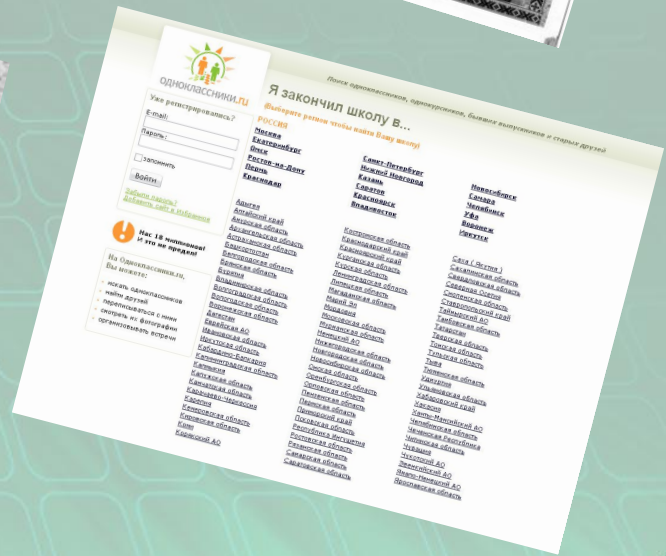 Поиск одноклассников, однокурсников, бывших выпускников и старых друзей
одноклассники.ru
Я закончил школу в...
(Выберите регион чтобы найти Вашу школу)
Уже регистрировались?
E-mail:
Пароль:
запомнить
Войти
Забыли пароль?
Добавить сайт в избранное
Нас 18 миллионов!
И это не предел!
На Одноклассники.ru,
Вы можете:
- искать одноклассников
- найти друзей
- переписываться с ними
- смотреть их фотографии
- организовывать встречи
РОССИЯ
Москва
Екатеринбург
Омск
Ростов-на-Дону
Пермь
Краснодар
Санкт-Петербург
Нижний Новгород
Казань
Саратов
Красноярск
Владивосток
Новосибирск
Самара
Челябинск
Уфа
Воронеж
Иркутск
Адыгея
Алтайский край
Амурская область
Архангельская область
Астраханская область
Башкортостан
Белгородская область
Брянская область
Бурятия
Владимирская область
Волгоградская область
Вологодская область
Воронежская область
Дагестан
Еврейская АО
Ивановская область
Иркутская область
Кабардино-Балкария
Калининградская область
Калмыкия
Калужская область
Камчатская область
Карачаево-Черкессия
Карелия
Кемеровская область
Кировская область
Коми
Корякский АО
Костромская область
Краснодарский край
Красноярский край
Курганская область
Курская область
Ленинградская область
Липецкая область
Магаданская область
Марий Эл
Мордовия
Московская область
Мурманская область
Ненецкий АО
Нижегородская область
Новгородская область
Новосибирская область
Омская область
Оренбургская область
Орловская область
Пензенская область
Пермская область
Приморский край
Псковская область
Республика Ингушетия
Ростовская область
Рязанская область
Самарская область
Саратовская область
Саха ( Якутия )
Сахалинская область
Свердловская область
Северная Осетия
Смоленская область
Ставропольский край
Таймырский АО
Тамбовская область
Татарстан
Тверская область
Томская область
Тульская область
Тыва
Тюменская область
Удмуртия
Ульяновская область
Хабаровский край
Хакасия
Ханты-Мансийский АО
Челябинская область
Чеченская Республика
Читинская область
Чувашия
Чукотский АО
Эвенкийский АО
Ямало-Ненецкий АО
Ярославская область